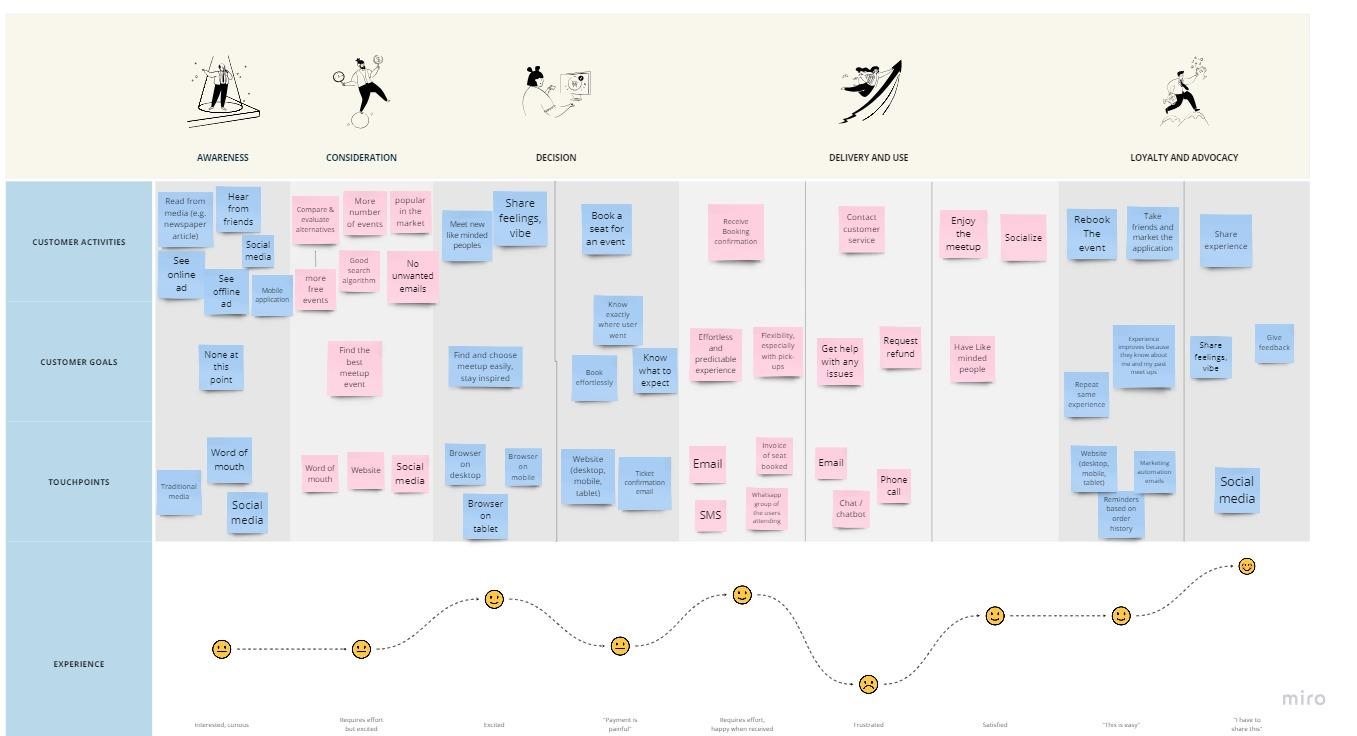 AWARENESS
CONSIDERATION
DECISION
DELIVERY AND USE
LOYALTY AND ADVOCACY
CUSTOMER ACTIVITIES
Read from
media (e.g.
newspaper
article)
Hear
from
friends
Social
media
See
online
ad
See
offline
ad
Mobile
application
Compare &
evaluate
alternatives
More
number
of events
popular
in the
market
more
free
events
Good
search
algorithm
No
unwanted
emails
Meet new
like minded
peoples
Share
feelings,
vibe
Book a
seat for
an event
Receive
Booking
confirmation
Contact
customer
service
Enjoy
the
meetup
Socialize
Rebook
The
event
Take
friends and
market the
application
Share
experience
CUSTOMER GOALS
None at
this
point
Find the
best
meetup
event
Find and choose
meetup easily,
stay inspired
Know
exactly
where user
went
Book
effortlessly
Know
what to
expect
Effortless
and
predictable
experience
Flexibility,
especially
with pick-
ups
Get help
with any
issues
Request
refund
Have Like
minded
people
Repeat
same
experience
Experience
improves because
they know about
me and my past
meet ups
Share
feelings,
vibe
Give
feedback
TOUCHPOINTS
Traditional
media
Word of
mouth
Social
media
Word of
mouth
Website
Social
media
Browser
on
desktop
Browser
on
mobile
Browser
on
tablet
Website
(desktop,
mobile,
tablet)
Ticket
confirmation
email
Email
Invoice
of seat
booked
SMS
Whatsapp
group of
the users
attending
Email
Phone
call
Chat /
chatbot
Website
(desktop,
mobile,
tablet)
Marketing
automation
emails
Reminders
based on
order
history
Social
media
EXPERIENCE
Interested, curious
Requires effort
but excited
Excited
"Payment is
painful"
Requires effort,
happy when received
Frustrated
Satisfied
"This is easy"
"I have to
share this"
miro